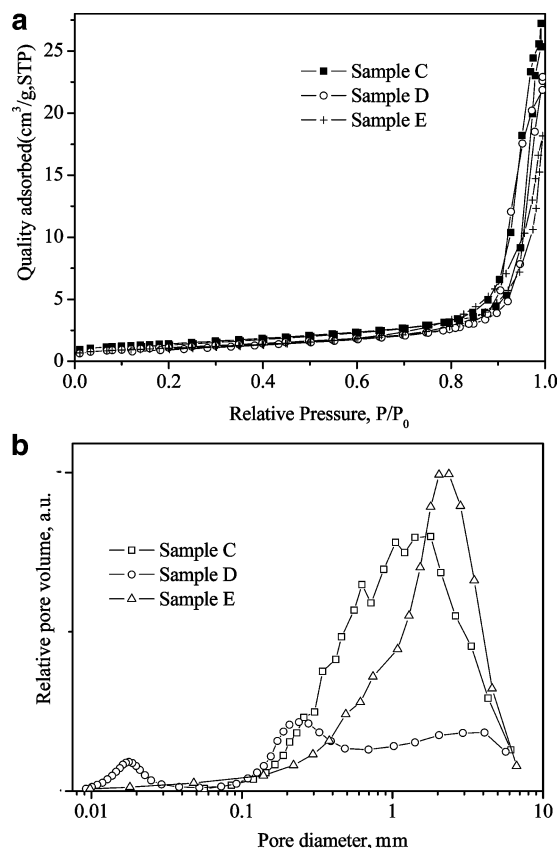 a
25
20
15
10
5
0
Quality adsorbed(cm³/g,STP)
Sample C
Sample D
Sample E
0.0 0.2 0.4 0.6 0.8 1.0
Relative Pressure, P/P₀
b
Relative pore volume, a.u.
Sample C
Sample D
Sample E
0.01 0.1 1 10
Pore diameter, mm